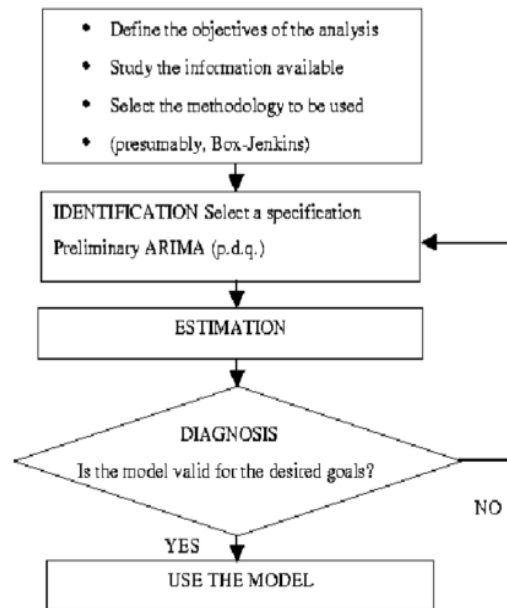 • Define the objectives of the analysis
• Study the information available
• Select the methodology to be used
• (presumably, Box-Jenkins)
IDENTIFICATION Select a specification
Preliminary ARIMA (p.d.q.)
ESTIMATION
DIAGNOSIS
Is the model valid for the desired goals?
NO
YES
USE THE MODEL